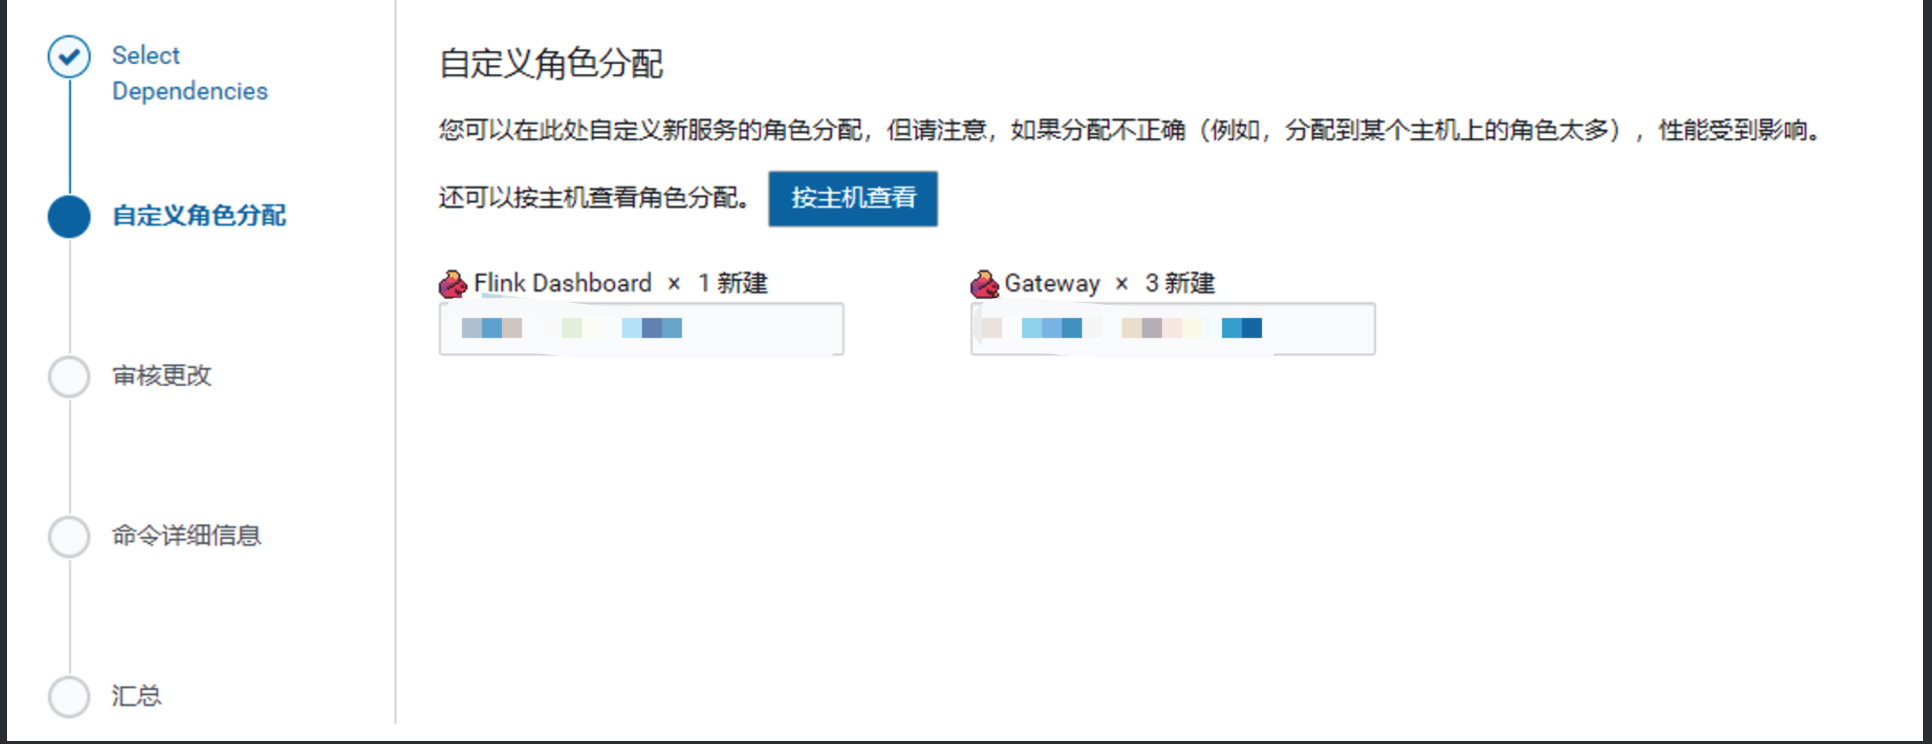 Select
Dependencies
自定义角色分配
审核更改
命令详细信息
汇总
自定义角色分配
您可以在此处自定义新服务的角色分配，但请注意，如果分配不正确（例如，分配到某个主机上的角色太多），性能受到影响。
还可以按主机查看角色分配。 按主机查看
Flink Dashboard × 1 新建
Gateway × 3 新建